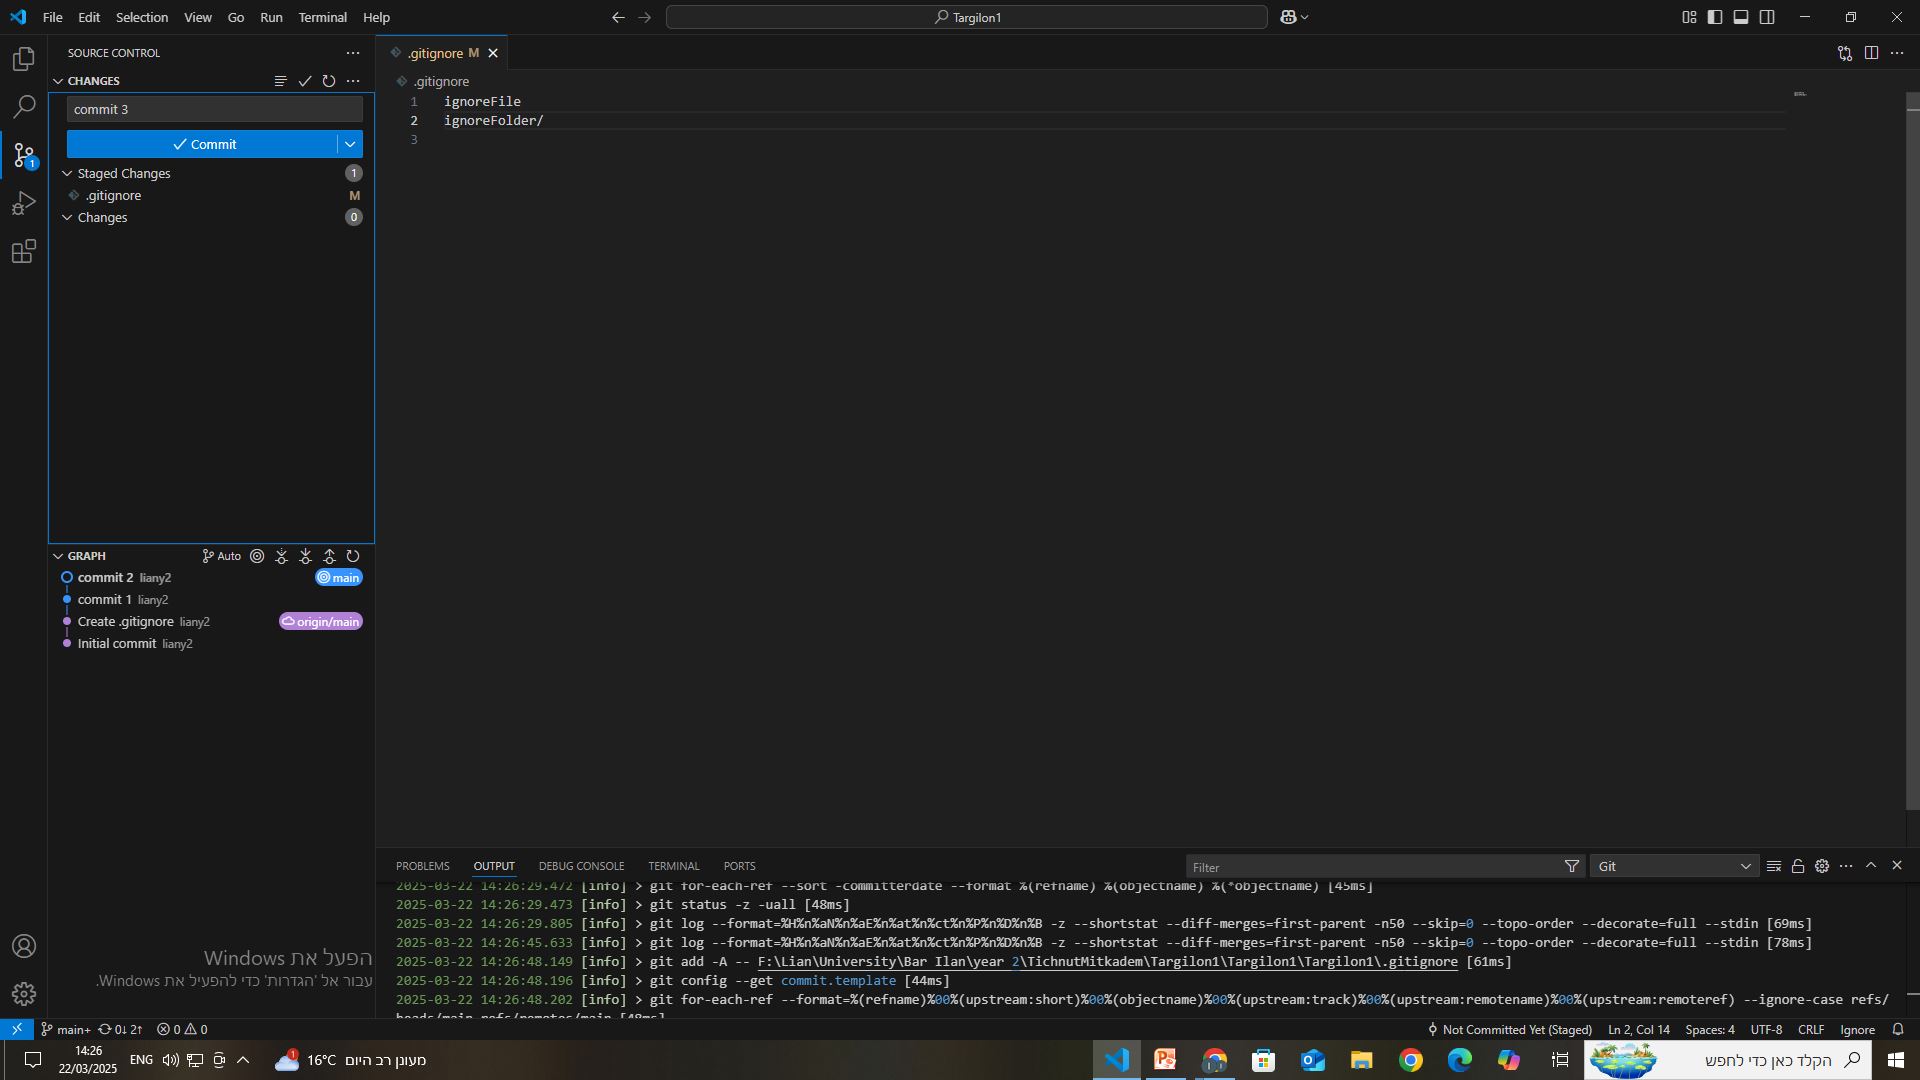 File Edit Selection View Go Run Terminal Help
Targilon1
SOURCE CONTROL
CHANGES
commit 3
Commit
Staged Changes 1
.gitignore M
Changes 0
.gitignore M
.gitignore
1 ignoreFile
2 ignoreFolder/
3
GRAPH Auto
commit 2 liany2 main
commit 1 liany2
Create .gitignore liany2 origin/main
Initial commit liany2
1
PROBLEMS OUTPUT DEBUG CONSOLE TERMINAL PORTS
Filter
Git
2025-03-22 14:26:29.472 [info] > git for-each-ref --sort -committerdate --format %(refname) %(objectname) %(*objectname) [45ms]
2025-03-22 14:26:29.473 [info] > git status -z -uall [48ms]
2025-03-22 14:26:29.805 [info] > git log --format=%H%n%aN%n%aE%n%at%n%ct%n%P%n%D%n%B -z --shortstat --diff-merges=first-parent -n50 --skip=0 --topo-order --decorate=full --stdin [69ms]
2025-03-22 14:26:45.633 [info] > git log --format=%H%n%aN%n%aE%n%at%n%ct%n%P%n%D%n%B -z --shortstat --diff-merges=first-parent -n50 --skip=0 --topo-order --decorate=full --stdin [78ms]
2025-03-22 14:26:48.149 [info] > git add -A -- F:\Lian\University\Bar Ilan\year 2\TichnutMitkadem\Targilon1\Targilon1\Targilon1\.gitignore [61ms]
2025-03-22 14:26:48.196 [info] > git config --get commit.template [44ms]
2025-03-22 14:26:48.202 [info] > git for-each-ref --format=%(refname)%00%(upstream:short)%00%(objectname)%00%(upstream:track)%00%(upstream:remotename)%00%(upstream:remoteref) --ignore-case refs/
heads/main refs/remotes/main [48ms]
הפעל את Windows
עבור אל 'הגדרות' כדי להפעיל את Windows.
main+ 0↓ 2↑ 0 0
Not Committed Yet (Staged) Ln 2, Col 14 Spaces: 4 UTF-8 CRLF Ignore
14:26
22/03/2025
ENG
1
16°C מעונן רב היום
הקלד כאן כדי לחפש